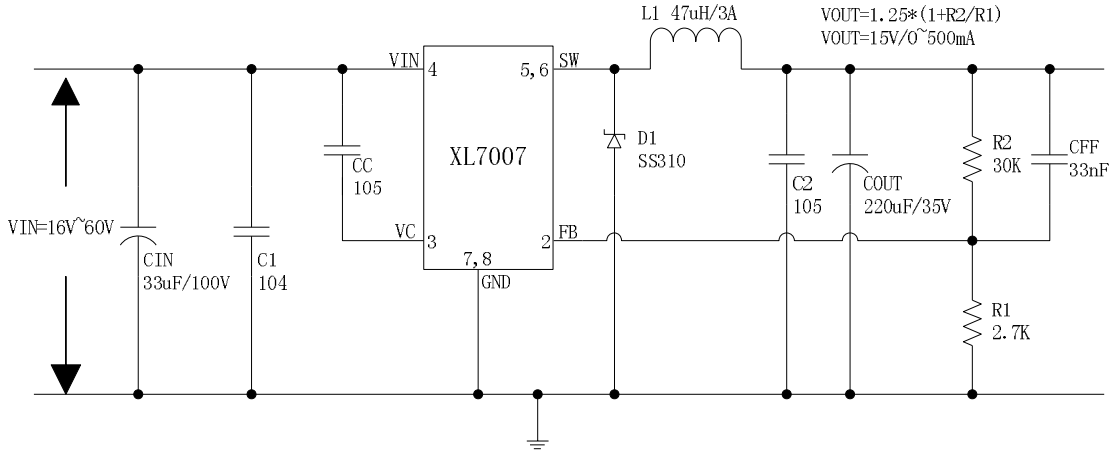 L1 47uH/3A
VOUT=1.25*(1+R2/R1)
VOUT=15V/0~500mA
VIN
4
5,6
SW
XL7007
D1
SS310
R2
30K
CFF
33nF
CC
105
C2
105
COUT
220uF/35V
VIN=16V~60V
VC
3
2
FB
CIN
33uF/100V
C1
104
7,8
GND
R1
2.7K